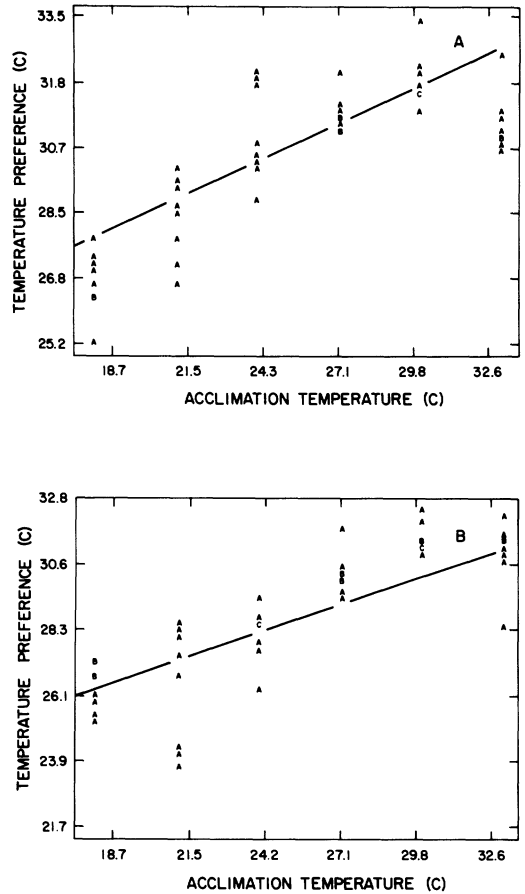 33.5
A
31.8
30.7
28.5
26.8
25.2
TEMPERATURE PREFERENCE (C)
18.7 21.5 24.3 27.1 29.8 32.6
ACCLIMATION TEMPERATURE (C)
32.8
B
30.6
28.3
26.1
23.9
21.7
TEMPERATURE PREFERENCE (C)
18.7 21.5 24.2 27.1 29.8 32.6
ACCLIMATION TEMPERATURE (C)